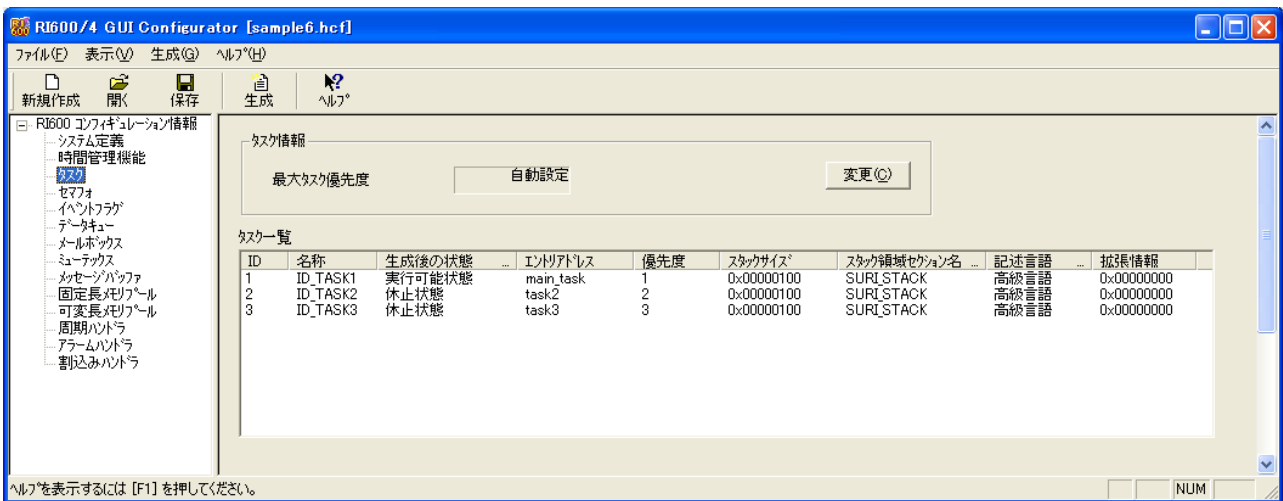 RI600 RI600/4 GUI Configurator [sample6.hcf]
ファイル(F) 表示(V) 生成(G) ヘルプ(H)
新規作成 開く 保存 生成 ヘルプ
RI600 コンフィギュレーション情報
システム定義
時間管理機能
タスク
セマフォ
イベントフラグ
データキュー
メールボックス
ミューテックス
メッセージバッファ
固定長メモリプール
可変長メモリプール
周期ハンドラ
アラームハンドラ
割込みハンドラ
タスク情報
最大タスク優先度 自動設定 変更(C)
タスク一覧
ID 名称 生成後の状態 ... エントリアドレス 優先度 スタックサイズ スタック領域セクション名 ... 記述言語 ... 拡張情報
1 ID_TASK1 実行可能状態 main_task 1 0x00000100 SURI_STACK 高級言語 0x00000000
2 ID_TASK2 休止状態 task2 2 0x00000100 SURI_STACK 高級言語 0x00000000
3 ID_TASK3 休止状態 task3 3 0x00000100 SURI_STACK 高級言語 0x00000000
ヘルプを表示するには [F1] を押してください。 NUM